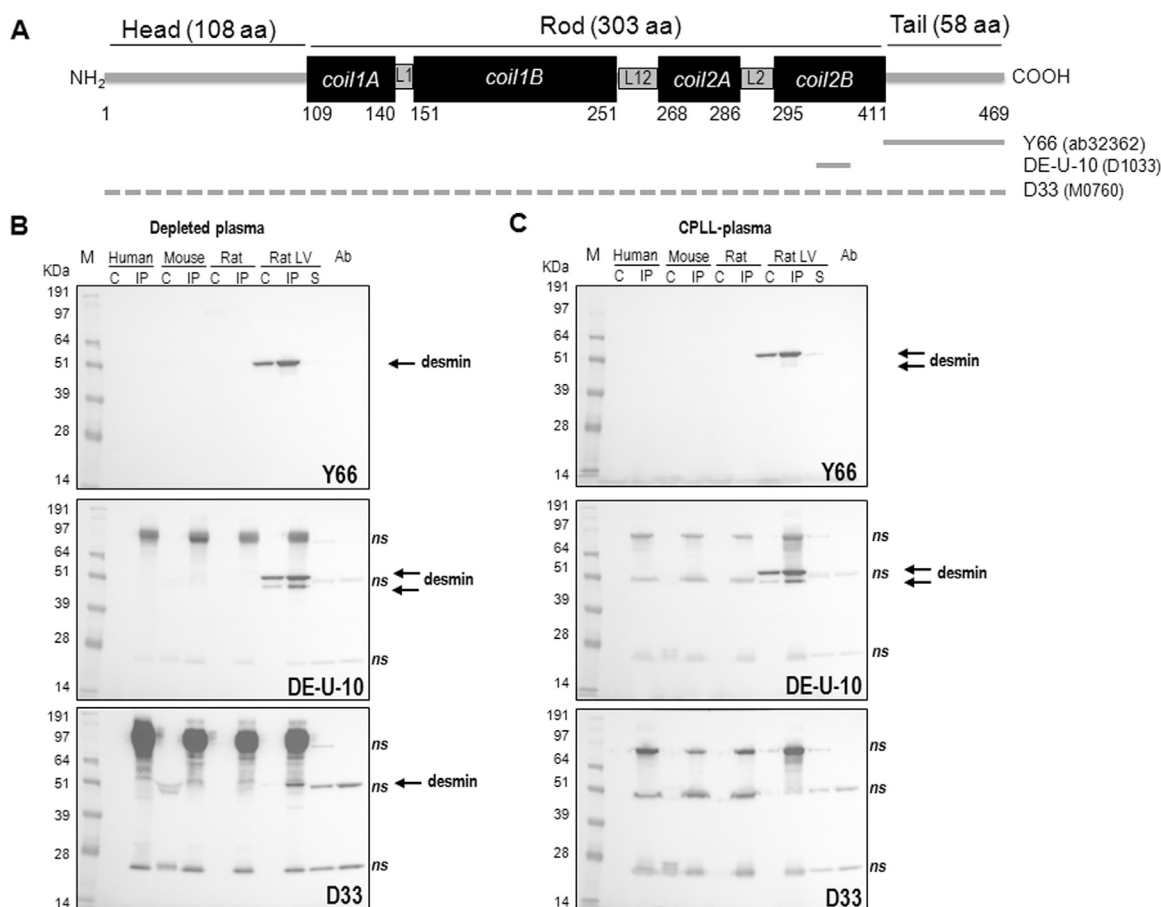 A
Head (108 aa) Rod (303 aa) Tail (58 aa)
NH2 coil1A L1 coil1B L12 coil2A L2 coil2B COOH
1 109 140 151 251 268 286 295 411 469
Y66 (ab32362)
DE-U-10 (D1033)
D33 (M0760)
B
Depleted plasma
KDa M Human Mouse Rat Rat LV Ab
C IP C IP C IP C IP S
191
97
64
51 desmin
39
28
14 Y66
191
97 ns
64
51 ns desmin
39
28
ns
14 DE-U-10
191
97 ns
64
51 ns desmin
39
28
ns
14 D33
C
CPLL-plasma
KDa M Human Mouse Rat Rat LV Ab
C IP C IP C IP C IP S
191
97
64
51 desmin
39
28
14 Y66
191
97 ns
64
51 ns desmin
39
28
ns
14 DE-U-10
191
97 ns
64
51 ns
39
28
ns
14 D33